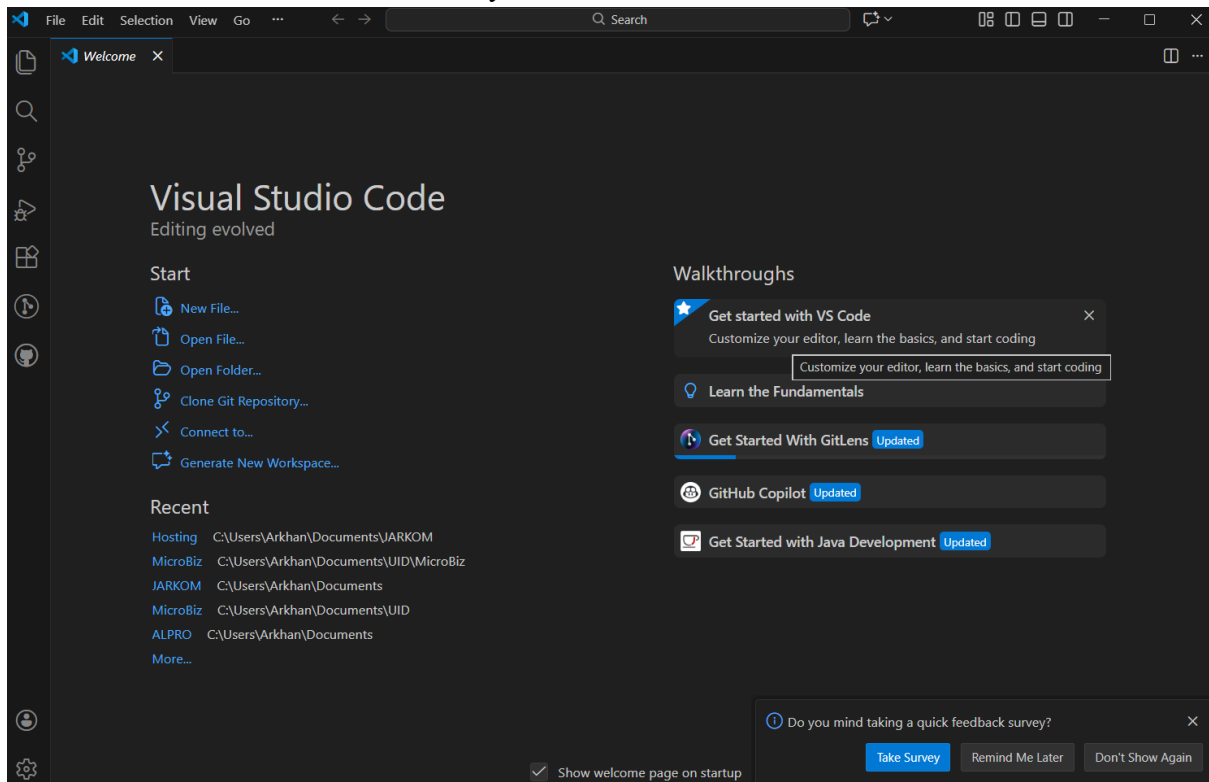 File Edit Selection View Go ··· Search
Welcome
Visual Studio Code
Editing evolved
Start
New File...
Open File...
Open Folder...
Clone Git Repository...
Connect to...
Generate New Workspace...
Recent
Hosting C:\Users\Arkhan\Documents\JARKOM
MicroBiz C:\Users\Arkhan\Documents\UID\MicroBiz
JARKOM C:\Users\Arkhan\Documents
MicroBiz C:\Users\Arkhan\Documents\UID
ALPRO C:\Users\Arkhan\Documents
More...
Walkthroughs
Get started with VS Code
Customize your editor, learn the basics, and start coding
Customize your editor, learn the basics, and start coding
Learn the Fundamentals
Get Started With GitLens Updated
GitHub Copilot Updated
Get Started with Java Development Updated
Do you mind taking a quick feedback survey?
Take Survey Remind Me Later Don't Show Again
Show welcome page on startup